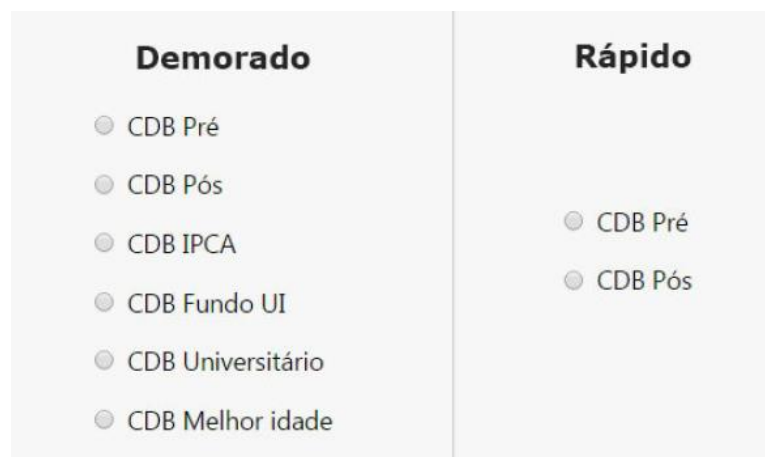 Demorado
CDB Pré
CDB Pós
CDB IPCA
CDB Fundo UI
CDB Universitário
CDB Melhor idade
Rápido
CDB Pré
CDB Pós